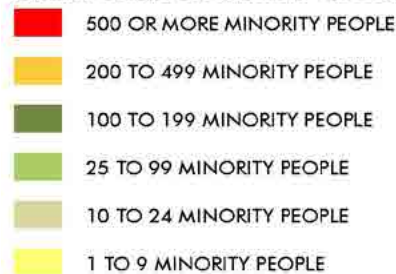 500 OR MORE MINORITY PEOPLE
200 TO 499 MINORITY PEOPLE
100 TO 199 MINORITY PEOPLE
25 TO 99 MINORITY PEOPLE
10 TO 24 MINORITY PEOPLE
1 TO 9 MINORITY PEOPLE